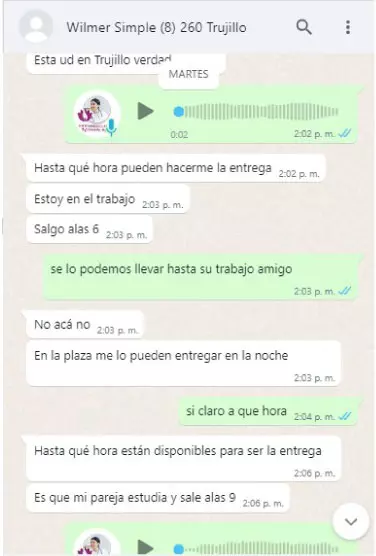 Wilmer Simple (8) 260 Trujillo
Esta ud en Trujillo verdad
MARTES
0:02 2:02 p. m.
Hasta qué hora pueden hacerme la entrega 2:02 p. m.
Estoy en el trabajo 2:03 p. m.
Salgo alas 6 2:03 p. m.
se lo podemos llevar hasta su trabajo amigo
2:03 p. m.
No acá no 2:03 p. m.
En la plaza me lo pueden entregar en la noche
2:03 p. m.
si claro a que hora 2:04 p. m.
Hasta qué hora están disponibles para ser la entrega
2:06 p. m.
Es que mi pareja estudia y sale alas 9 2:06 p. m.